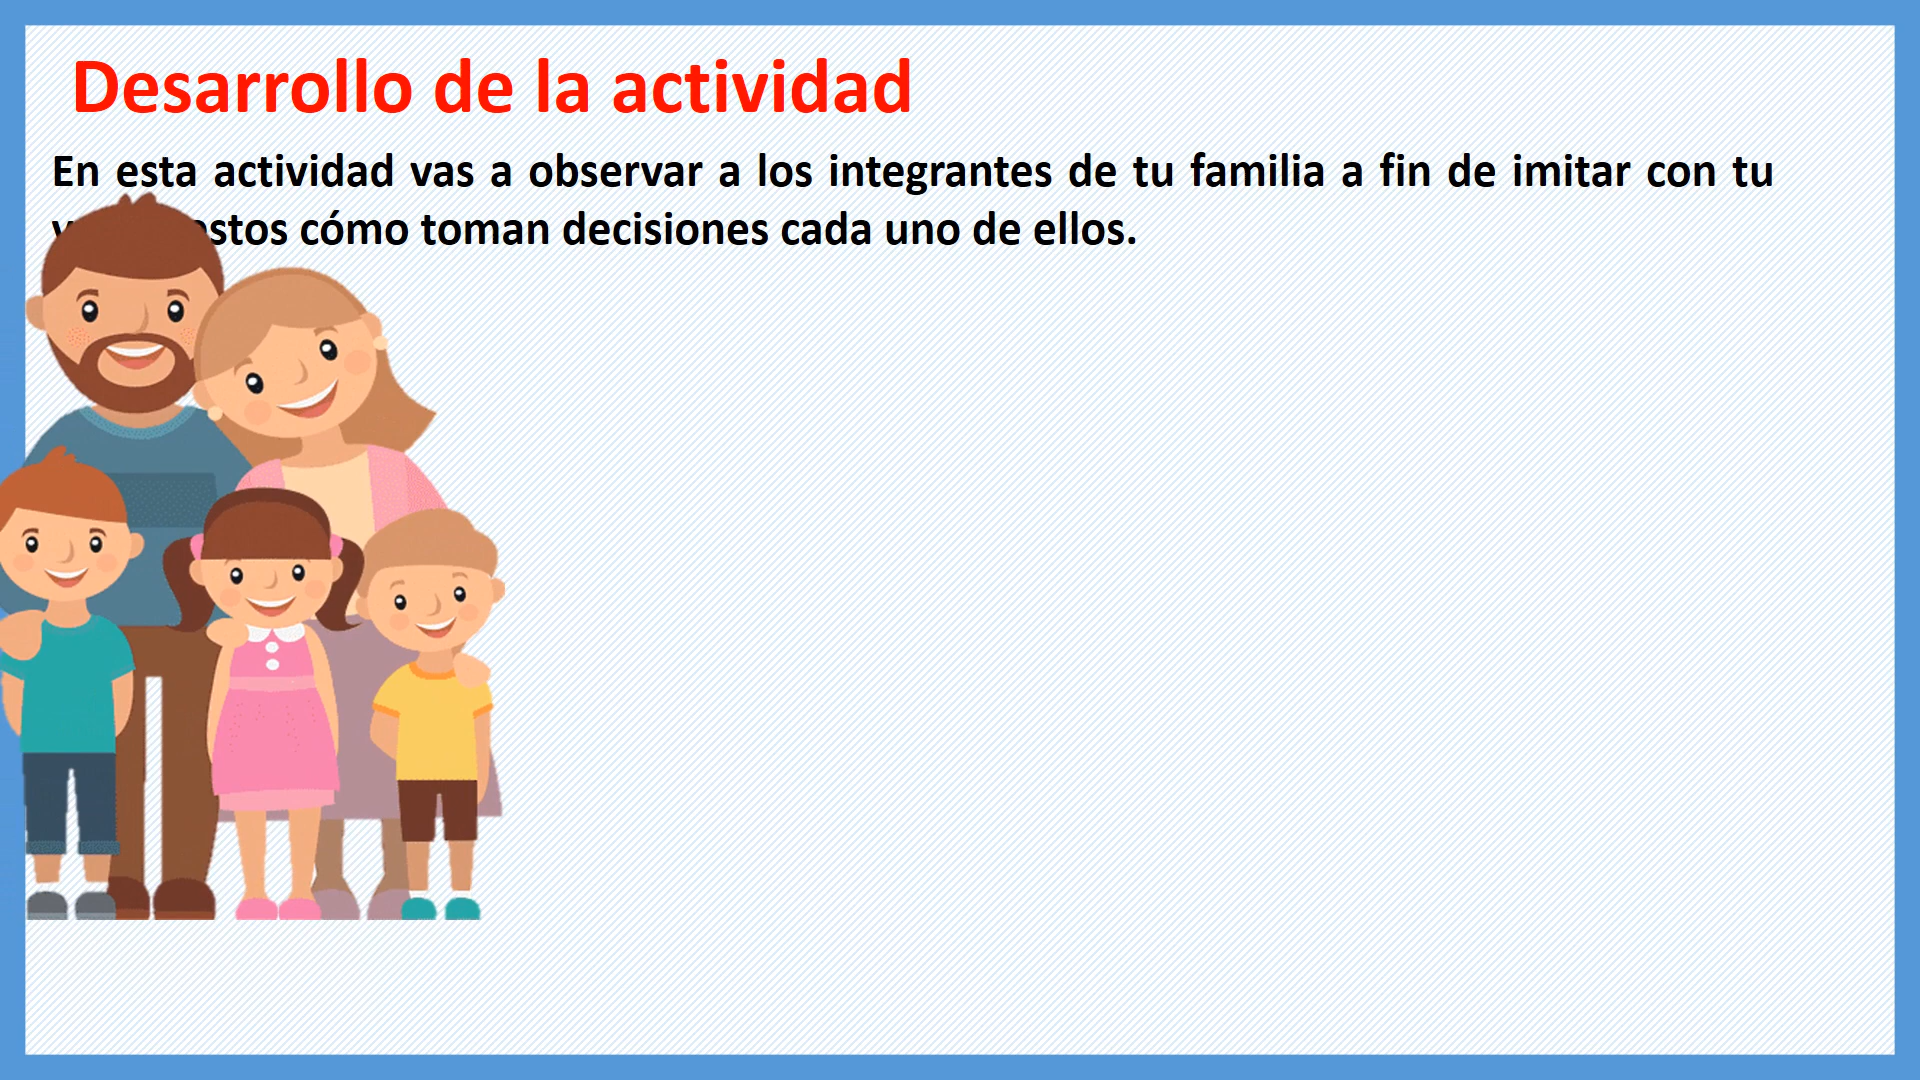 Desarrollo de la actividad
En esta actividad vas a observar a los integrantes de tu familia a fin de imitar con tu
cómo toman decisiones cada uno de ellos.